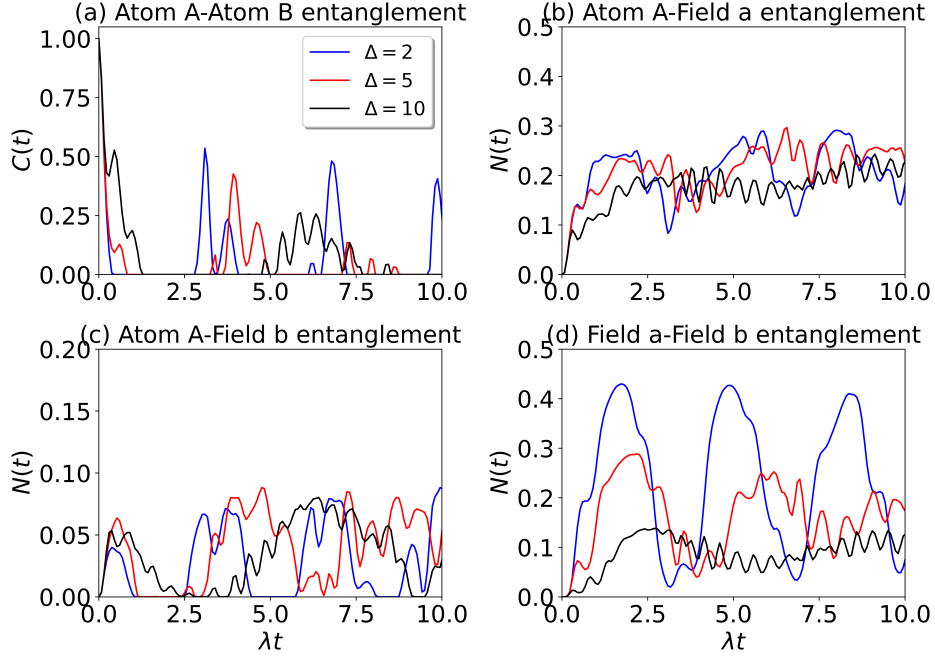 (a) Atom A-Atom B entanglement
C(t)
1.00
0.75
0.50
0.25
0.00
0.0 2.5 5.0 7.5 10.0
Δ = 2
Δ = 5
Δ = 10
(b) Atom A-Field a entanglement
N(t)
0.5
0.4
0.3
0.2
0.1
0.0
0.0 2.5 5.0 7.5 10.0
(c) Atom A-Field b entanglement
N(t)
0.20
0.15
0.10
0.05
0.00
0.0 2.5 5.0 7.5 10.0
λt
(d) Field a-Field b entanglement
N(t)
0.5
0.4
0.3
0.2
0.1
0.0
0.0 2.5 5.0 7.5 10.0
λt